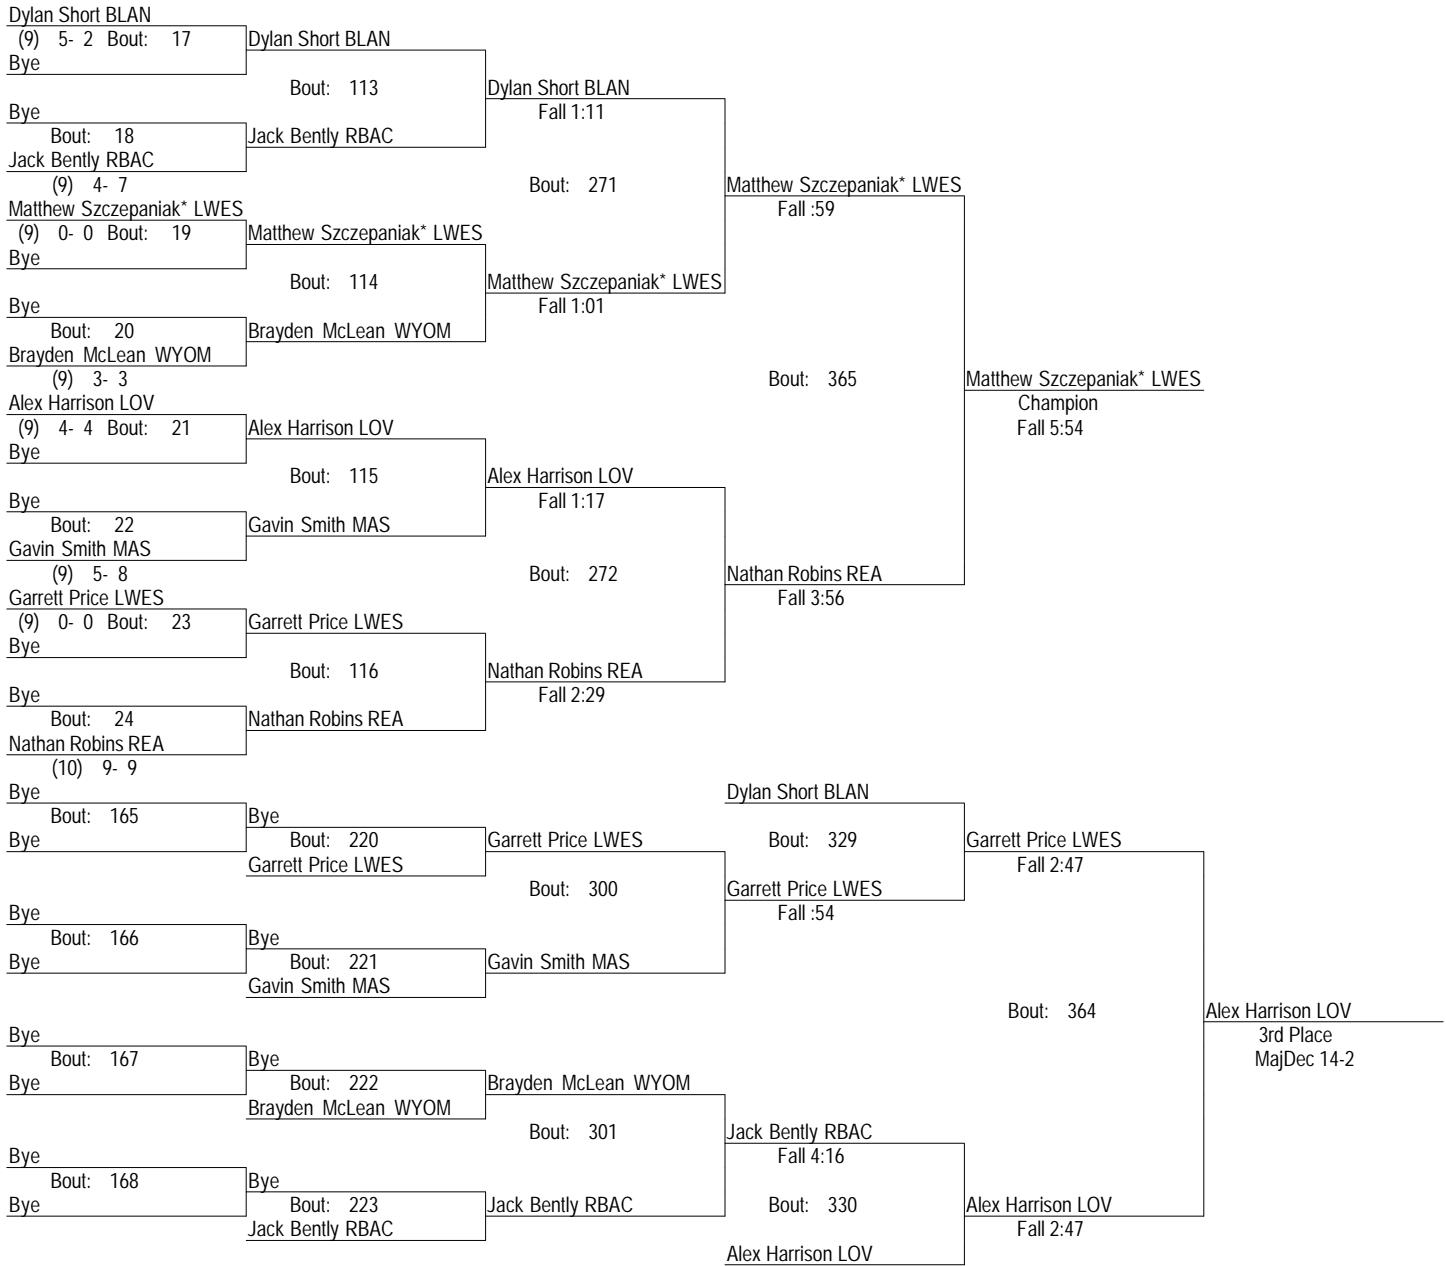 Dylan Short BLAN
(9) 5- 2 Bout: 17
Bye
Dylan Short BLAN
Bout: 113
Dylan Short BLAN
Fall 1:11
Bye
Bout: 18
Jack Bently RBAC
(9) 4- 7
Jack Bently RBAC
Bout: 271
Matthew Szczepaniak* LWES
Fall :59
Matthew Szczepaniak* LWES
(9) 0- 0 Bout: 19
Bye
Matthew Szczepaniak* LWES
Bout: 114
Matthew Szczepaniak* LWES
Fall 1:01
Bye
Bout: 20
Brayden McLean WYOM
(9) 3- 3
Brayden McLean WYOM
Bout: 365
Matthew Szczepaniak* LWES
Champion
Fall 5:54
Alex Harrison LOV
(9) 4- 4 Bout: 21
Bye
Alex Harrison LOV
Bout: 115
Alex Harrison LOV
Fall 1:17
Bye
Bout: 22
Gavin Smith MAS
(9) 5- 8
Gavin Smith MAS
Bout: 272
Nathan Robins REA
Fall 3:56
Garrett Price LWES
(9) 0- 0 Bout: 23
Bye
Garrett Price LWES
Bout: 116
Nathan Robins REA
Fall 2:29
Bye
Bout: 24
Nathan Robins REA
(10) 9- 9
Nathan Robins REA
Bye
Bout: 165
Bye
Bye
Bout: 220
Garrett Price LWES
Garrett Price LWES
Bout: 300
Dylan Short BLAN
Bout: 329
Garrett Price LWES
Fall :54
Garrett Price LWES
Fall 2:47
Bye
Bout: 166
Bye
Bye
Bout: 221
Gavin Smith MAS
Gavin Smith MAS
Bout: 364
Alex Harrison LOV
3rd Place
MajDec 14-2
Bye
Bout: 167
Bye
Bye
Bout: 222
Brayden McLean WYOM
Brayden McLean WYOM
Bout: 301
Jack Bently RBAC
Fall 4:16
Bout: 330
Alex Harrison LOV
Alex Harrison LOV
Fall 2:47
Bye
Bout: 168
Bye
Bye
Bout: 223
Jack Bently RBAC
Jack Bently RBAC